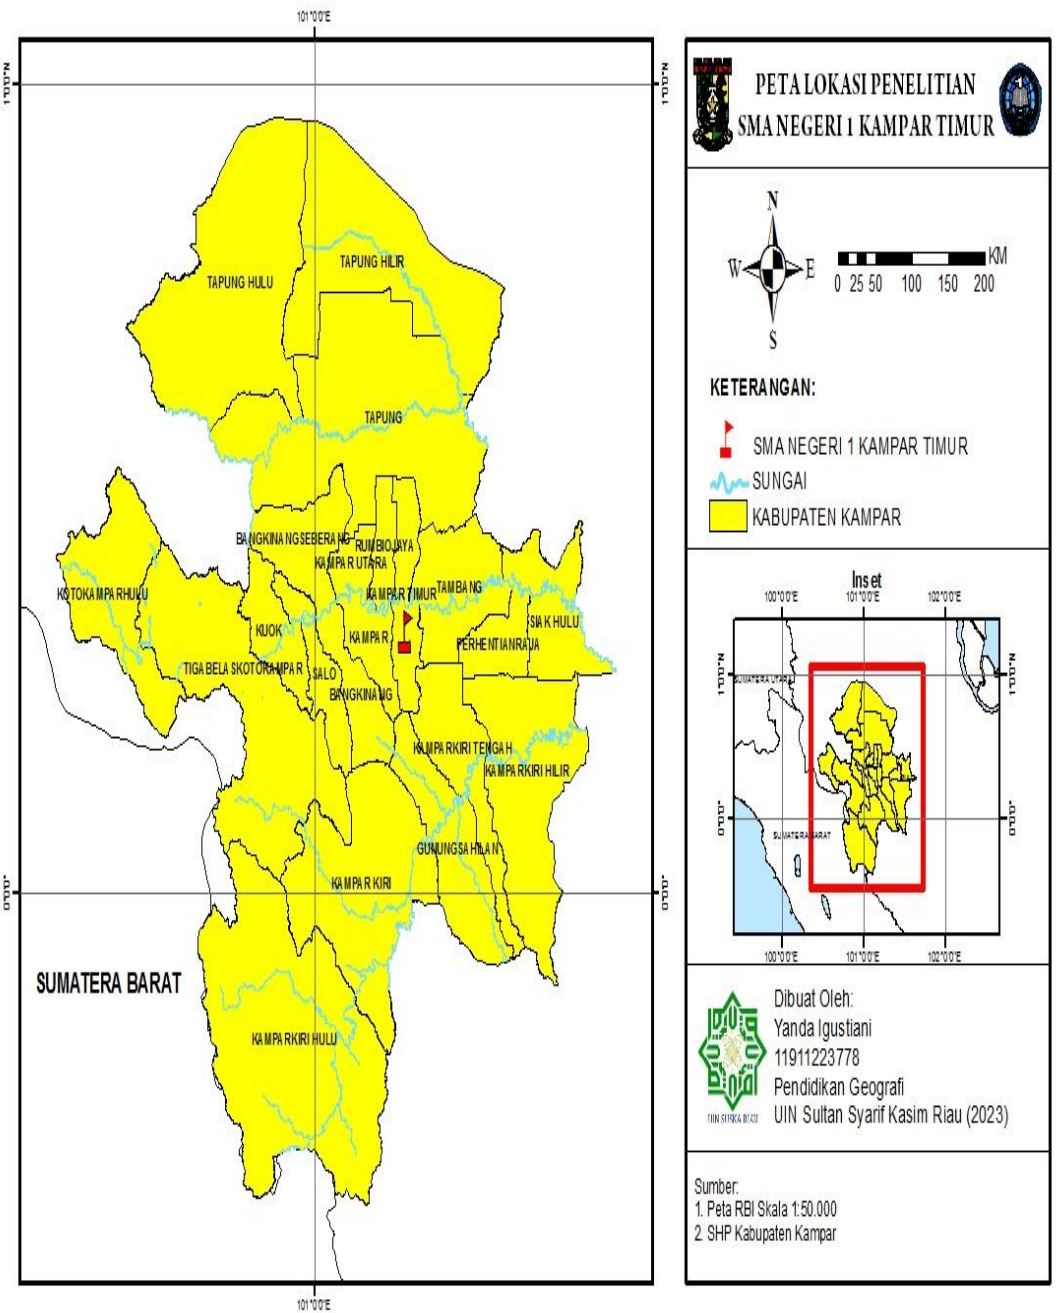 101°0'0"E
1°0'0"N
1°0'0"N
TAPUNG HILIR
TAPUNG HULU
TAPUNG
BANGKINANG SEBERANG
RUMBIO JAYA
KAMPAR UTARA
TAMBANG
KOTO KAMPAR HULU
KAMPAR TIMUR
SIAK HULU
KUOK
KAMPAR
PERHENTIAN RAJA
TIGA BELAS KOTO KAMPAR
SALO
BANGKINANG
KAMPAR KIRI TENGAH
KAMPAR KIRI HILIR
GUNUNG SAHILAN
KAMPAR KIRI
0°0'0"
0°0'0"
SUMATERA BARAT
KAMPAR KIRI HULU
101°0'0"E
PETA LOKASI PENELITIAN
SMA NEGERI 1 KAMPAR TIMUR
N
W E
S
KM
0 25 50 100 150 200
KETERANGAN:
SMA NEGERI 1 KAMPAR TIMUR
SUNGAI
KABUPATEN KAMPAR
Inset
100°0'0"E 101°0'0"E 102°0'0"E
SUMATERA UTARA
1°0'0"N
1°0'0"N
0°0'0"
0°0'0"
SUMATERA BARAT
100°0'0"E 101°0'0"E 102°0'0"E
Dibuat Oleh:
Yanda Igustiani
11911223778
Pendidikan Geografi
UIN Sultan Syarif Kasim Riau (2023)
UIN SUSKA RIAU
Sumber:
1. Peta RBI Skala 1:50.000
2. SHP Kabupaten Kampar